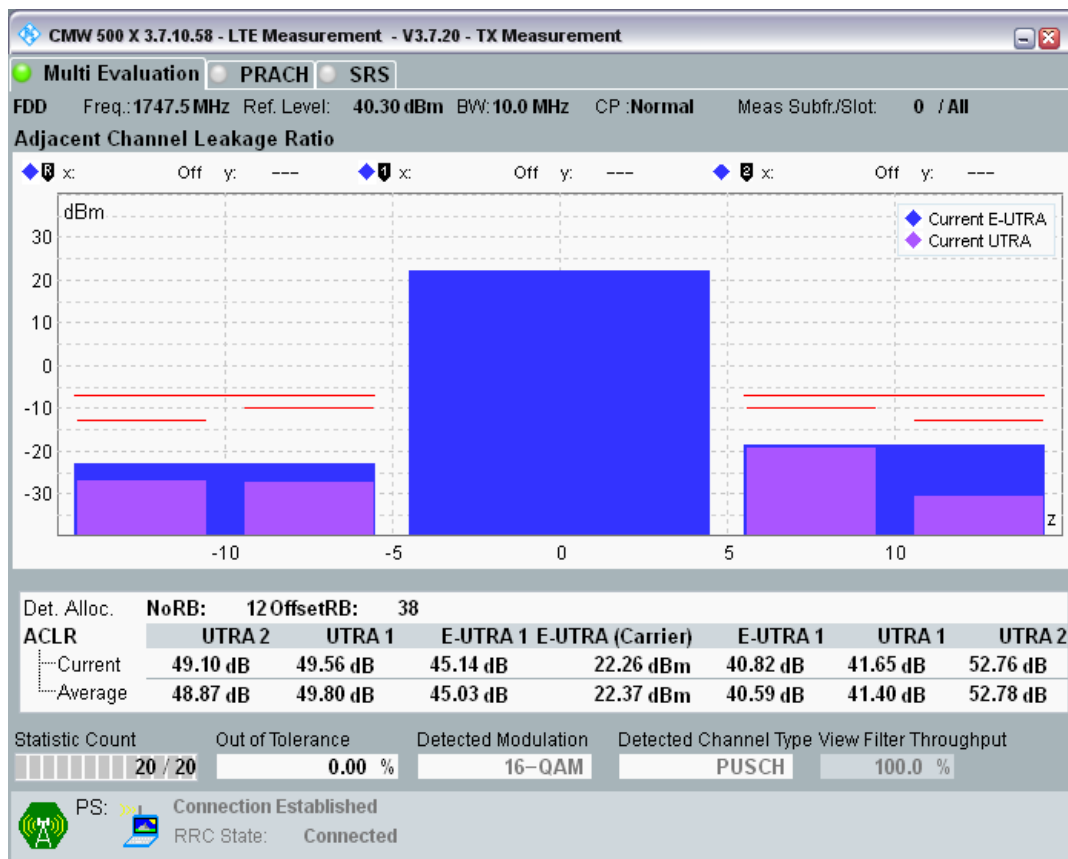 CMW 500 X 3.7.10.58 - LTE Measurement - V3.7.20 - TX Measurement
Multi Evaluation PRACH SRS
FDD Freq.:1747.5 MHz Ref. Level: 40.30 dBm BW: 10.0 MHz CP :Normal Meas Subfr./Slot: 0 / All
Adjacent Channel Leakage Ratio
R x: Off y: --- 1 x: Off y: --- 2 x: Off y: ---
dBm
Current E-UTRA
Current UTRA
30
20
10
0
-10
-20
-30
z
-10 -5 0 5 10
Det. Alloc. NoRB: 12 OffsetRB: 38
ACLR UTRA 2 UTRA 1 E-UTRA 1 E-UTRA (Carrier) E-UTRA 1 UTRA 1 UTRA 2
Current 49.10 dB 49.56 dB 45.14 dB 22.26 dBm 40.82 dB 41.65 dB 52.76 dB
Average 48.87 dB 49.80 dB 45.03 dB 22.37 dBm 40.59 dB 41.40 dB 52.78 dB
Statistic Count Out of Tolerance Detected Modulation Detected Channel Type View Filter Throughput
20 / 20 0.00 % 16-QAM PUSCH 100.0 %
PS: Connection Established
RRC State: Connected